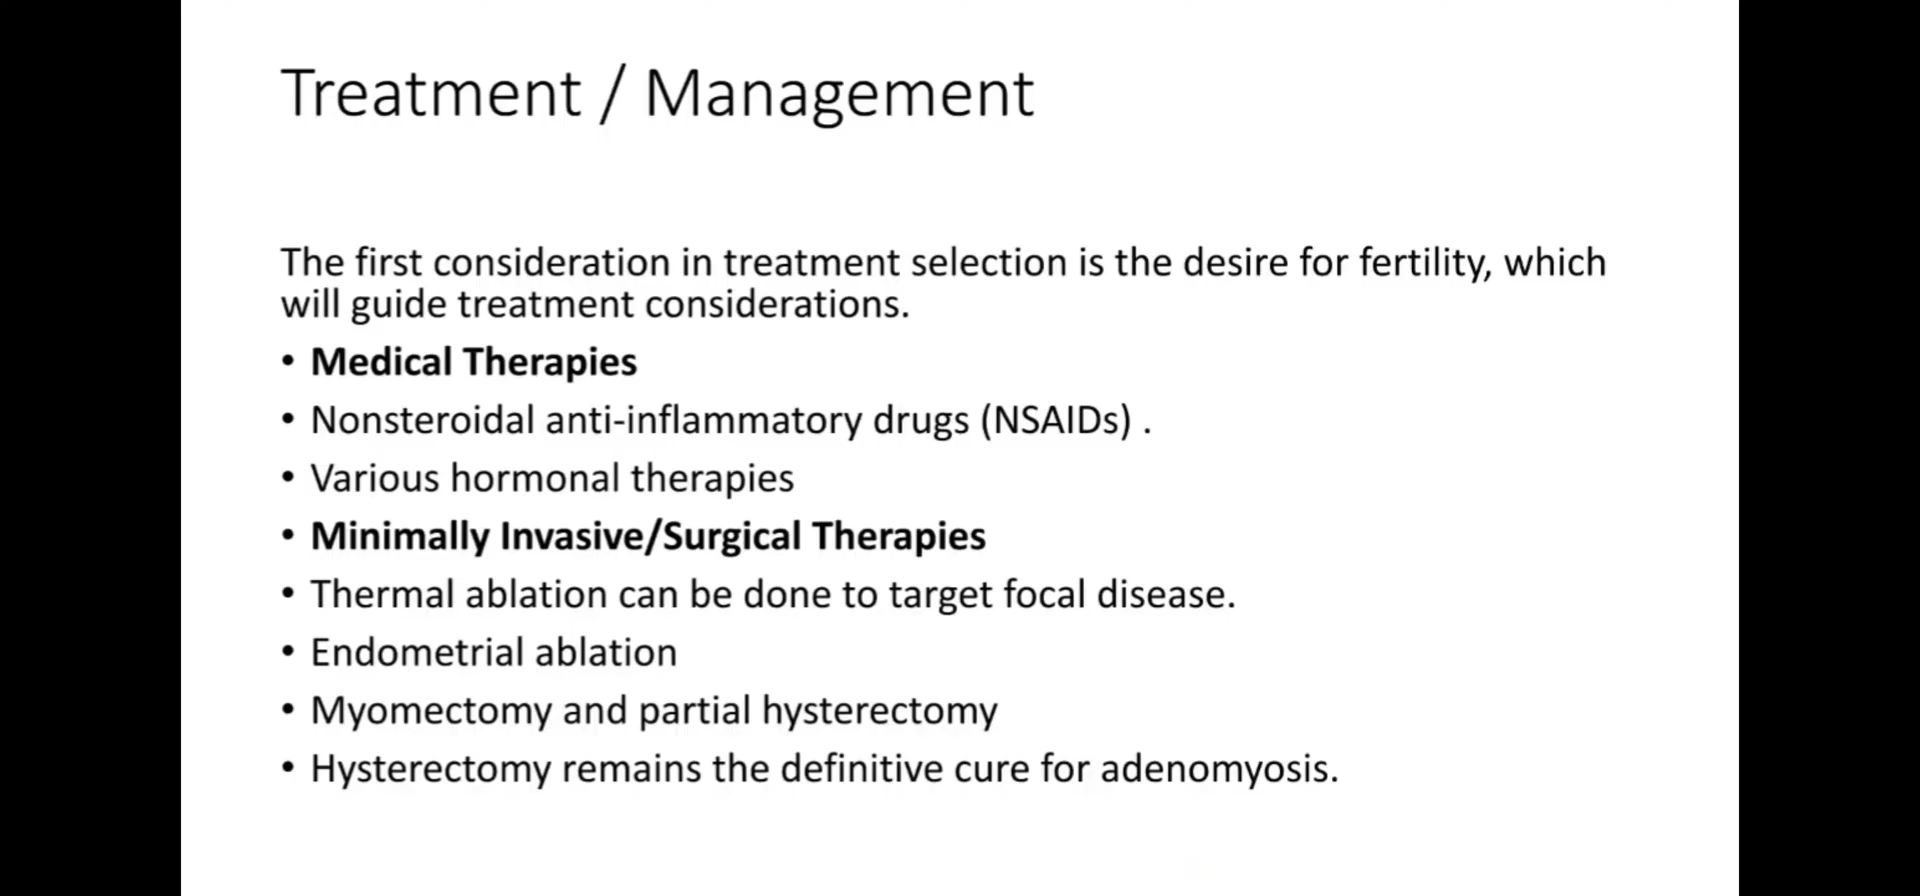 Treatment / Management
The first consideration in treatment selection is the desire for fertility, which
will guide treatment considerations.
• Medical Therapies
• Nonsteroidal anti-inflammatory drugs (NSAIDs) .
• Various hormonal therapies
• Minimally Invasive/Surgical Therapies
• Thermal ablation can be done to target focal disease.
• Endometrial ablation
• Myomectomy and partial hysterectomy
• Hysterectomy remains the definitive cure for adenomyosis.